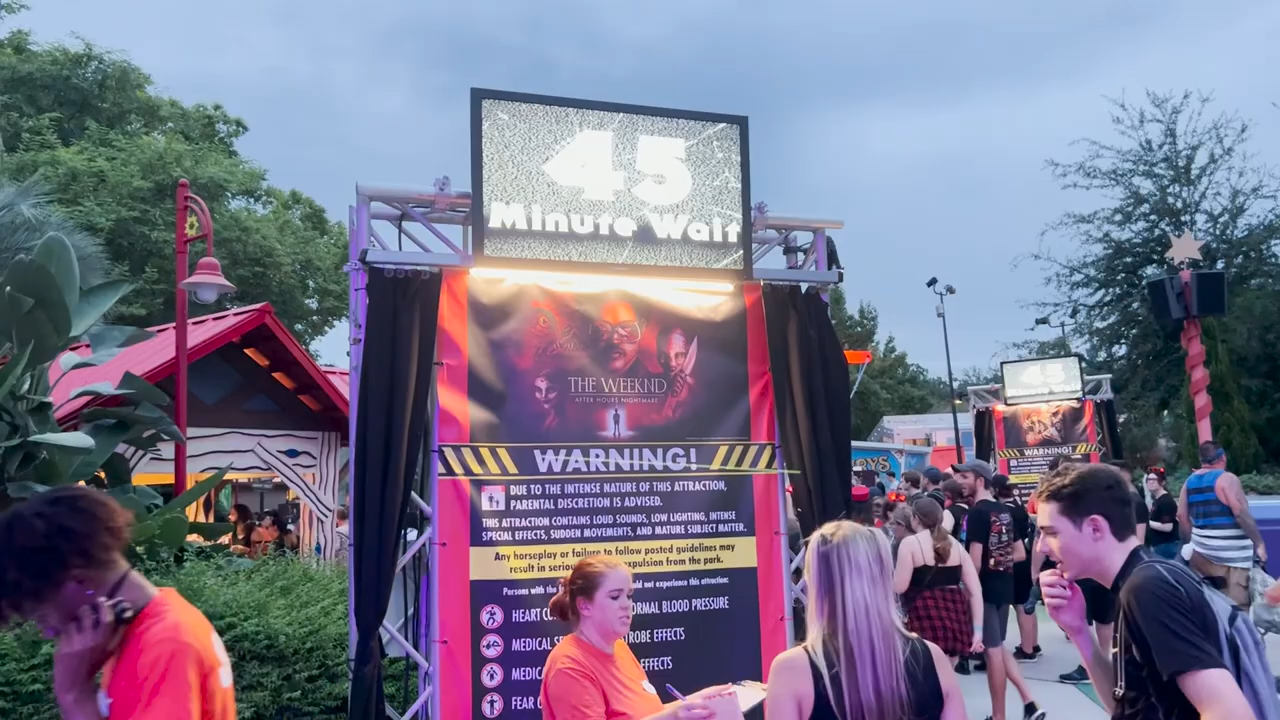 45
Minute Wait
THE WEEKND
AFTER HOURS NIGHTMARE
WARNING!
DUE TO THE INTENSE NATURE OF THIS ATTRACTION,
PARENTAL DISCRETION IS ADVISED.
THIS ATTRACTION CONTAINS LOUD SOUNDS, LOW LIGHTING, INTENSE
SPECIAL EFFECTS, SUDDEN MOVEMENTS, AND MATURE SUBJECT MATTER.
Any horseplay or failure to follow posted guidelines may
result in expulsion from the park.
Persons with the not experience this attraction:
HEART BLOOD PRESSURE
MEDICAL EFFECTS
EFFECTS
FEAR
45
WARNING!